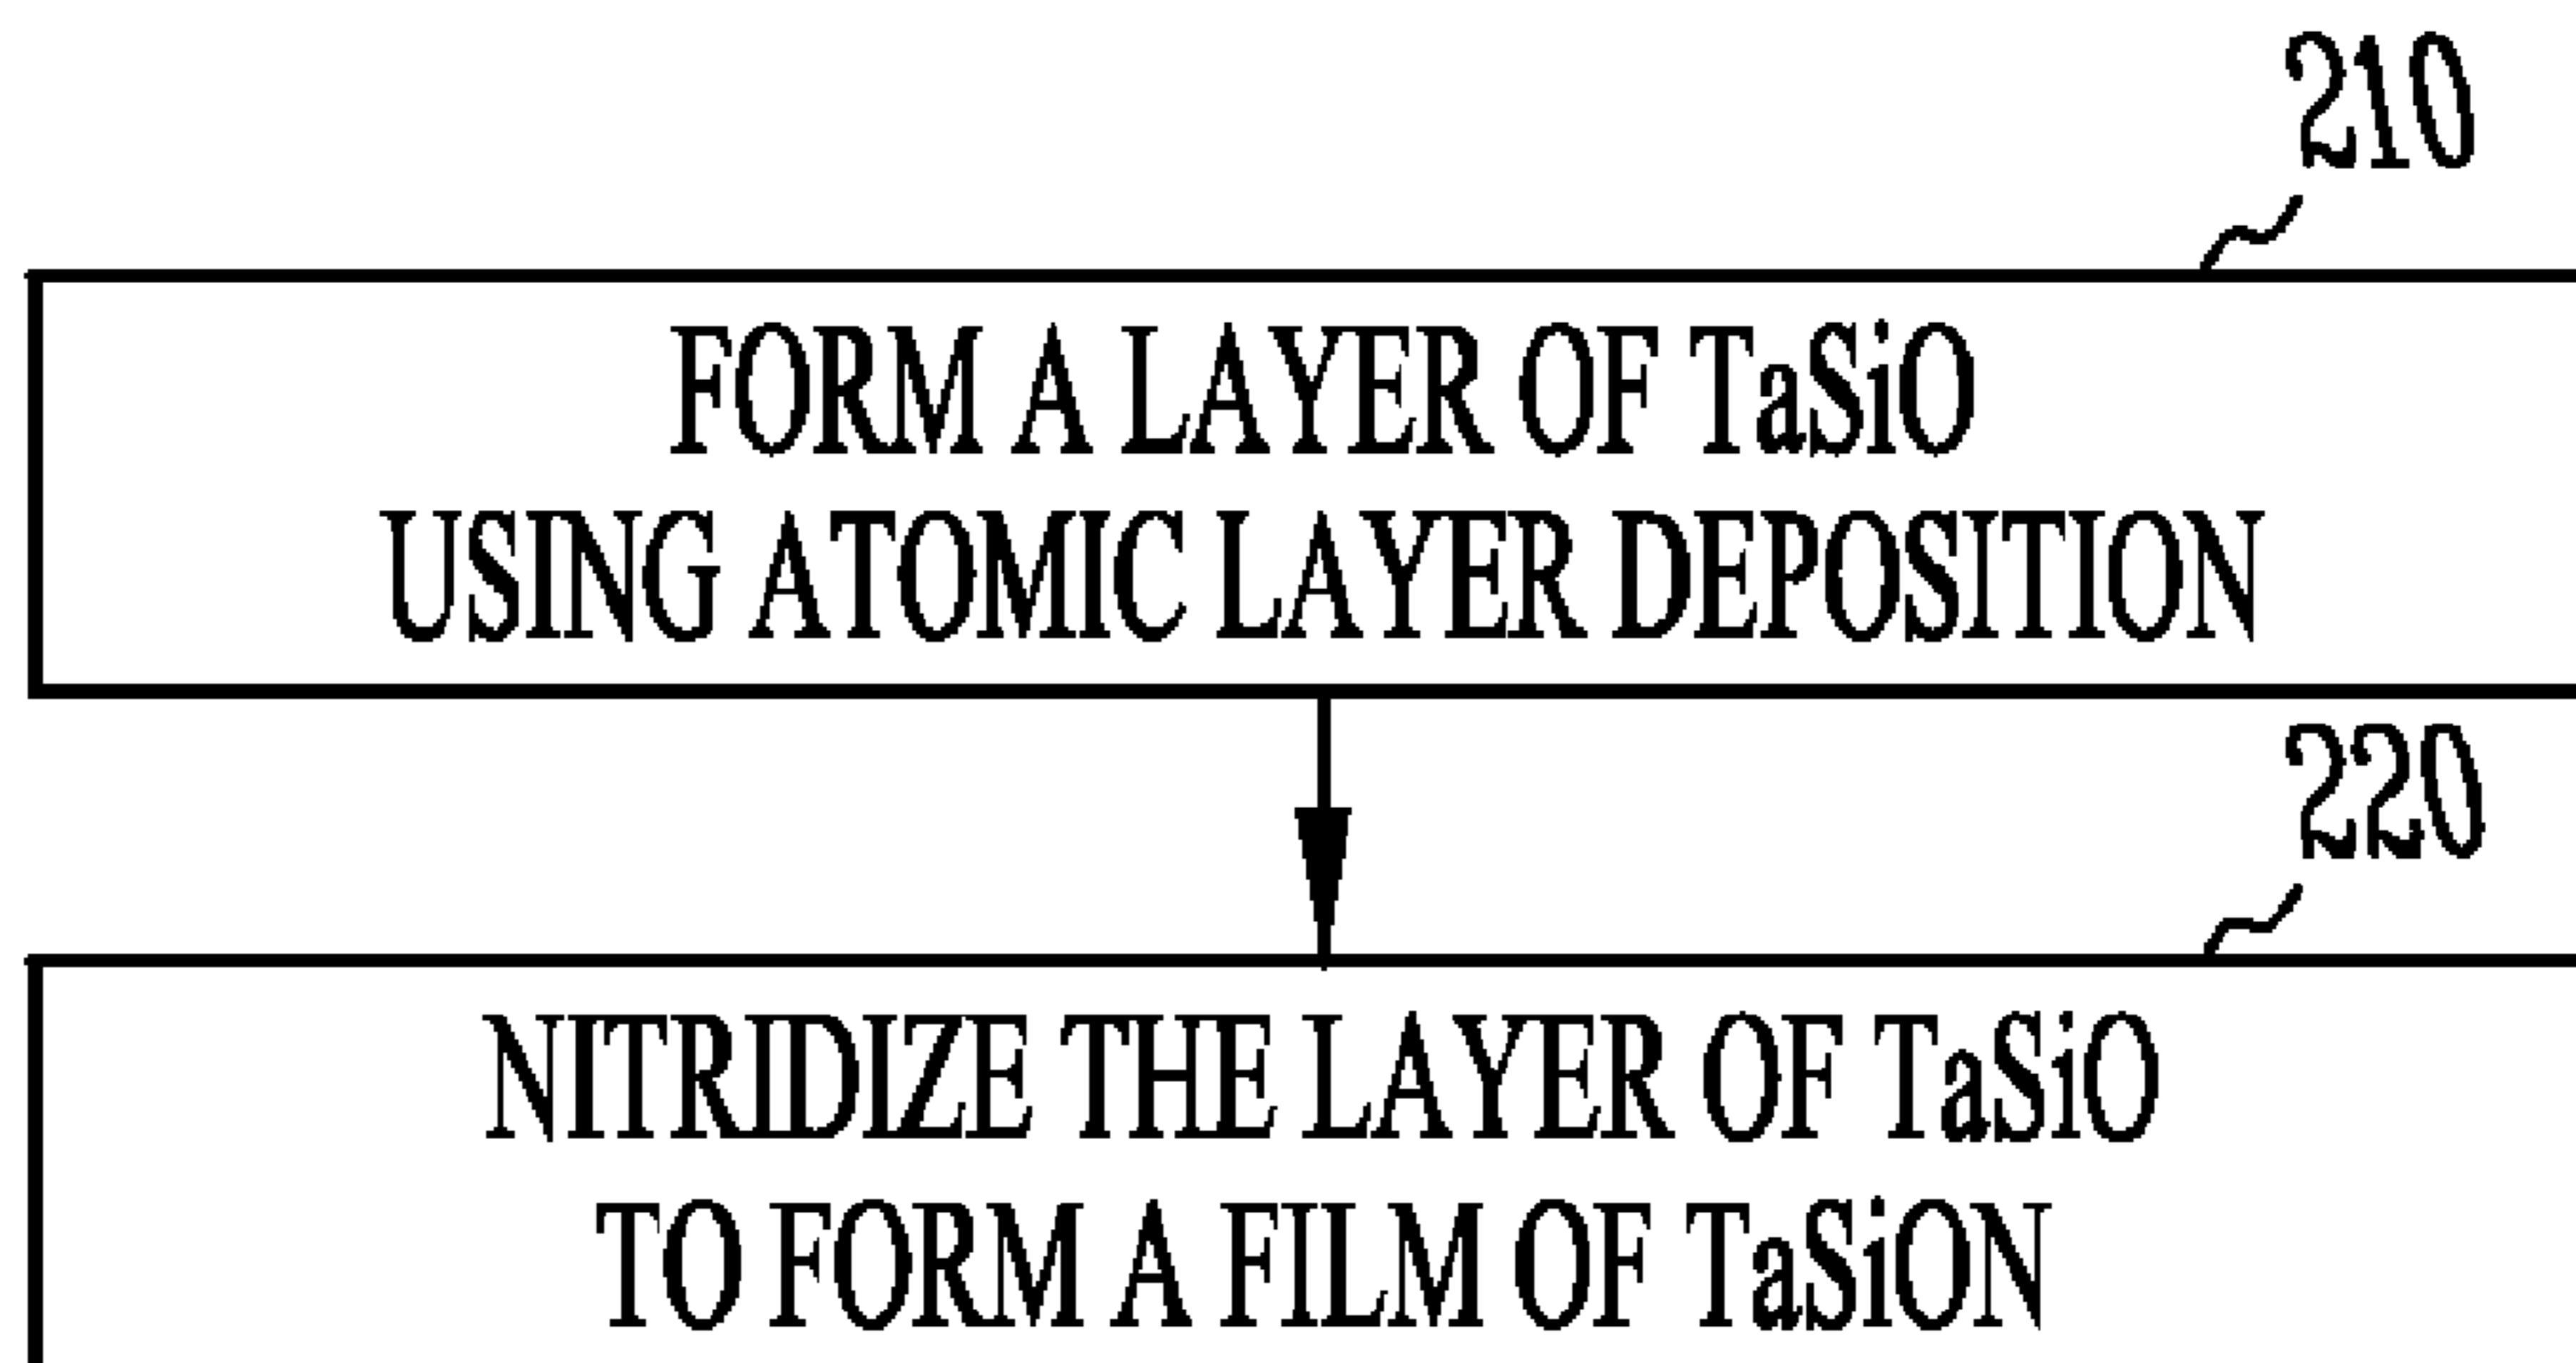 210
FORM A LAYER OF TaSiO
USING ATOMIC LAYER DEPOSITION
220
NITRIDIZE THE LAYER OF TaSiO
TO FORM A FILM OF TaSiON